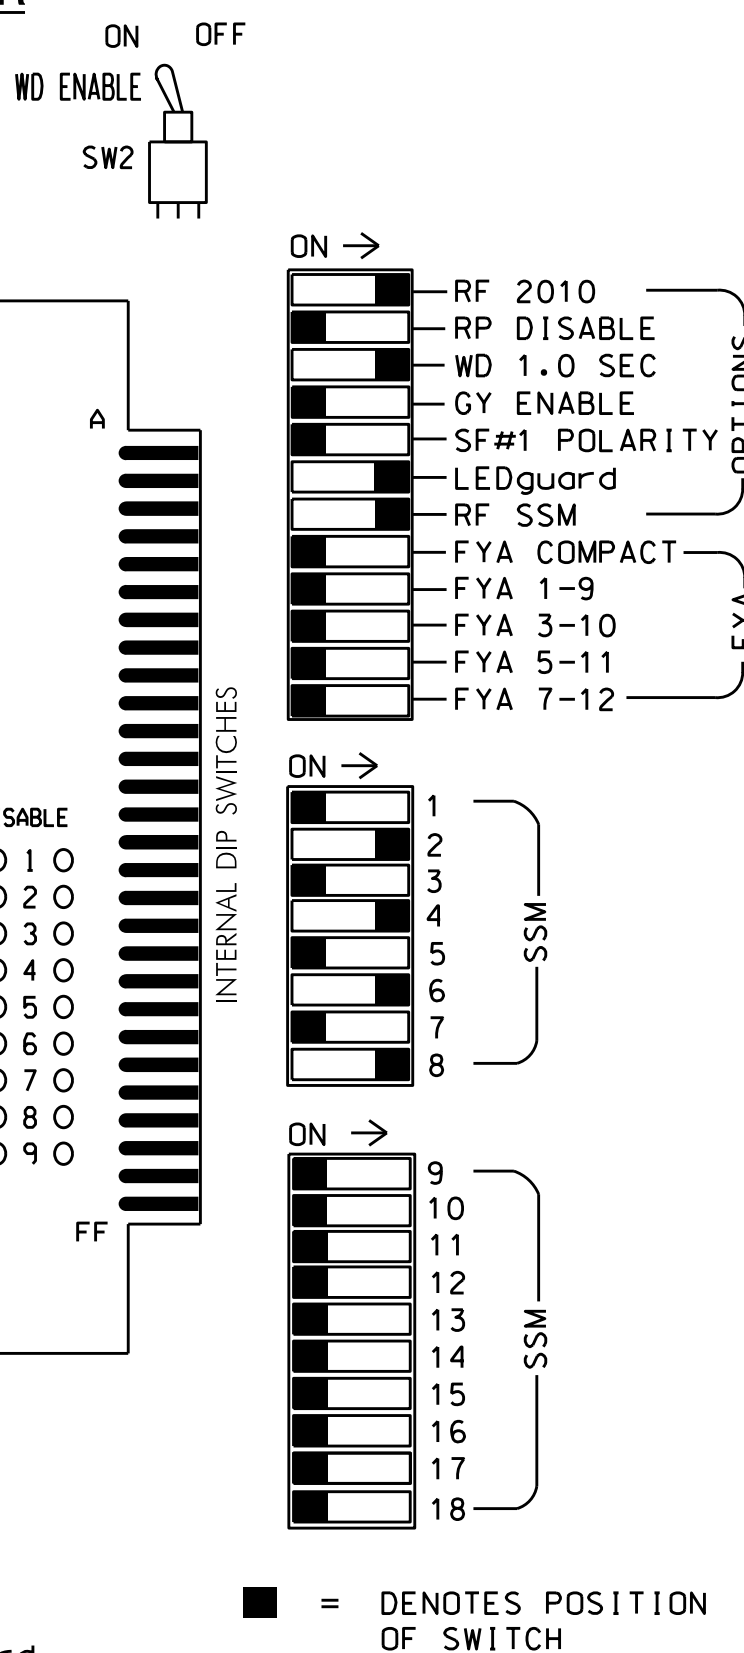 ON OFF
WD ENABLE
SW2
ON →
RF 2010
RP DISABLE
WD 1.0 SEC
GY ENABLE
SF#1 POLARITY
LEDguard
RF SSM
OPTIONS
FYA COMPACT
FYA 1-9
FYA 3-10
FYA 5-11
FYA 7-12
FYA
A
FF
INTERNAL DIP SWITCHES
SABLE
1
2
3
4
5
6
7
8
9
ON →
1
2
3
4
5
6
7
8
SSM
ON →
9
10
11
12
13
14
15
16
17
18
SSM
= DENOTES POSITION
OF SWITCH